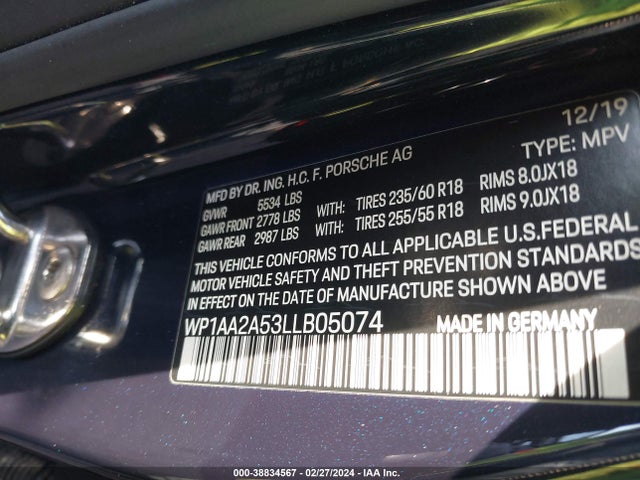 12/19
MFD BY DR. ING. H.C. F. PORSCHE AG TYPE: MPV
GVWR 5534 LBS
GAWR FRONT 2778 LBS WITH: TIRES 235/60 R18 RIMS 8.0JX18
GAWR REAR 2987 LBS WITH: TIRES 255/55 R18 RIMS 9.0JX18
THIS VEHICLE CONFORMS TO ALL APPLICABLE U.S.FEDERAL
MOTOR VEHICLE SAFETY AND THEFT PREVENTION STANDARDS
IN EFFECT ON THE DATE OF MANUFACTURE SHOWN ABOVE
WP1AA2A53LLB05074 MADE IN GERMANY
000-38834567 - 02/27/2024 - IAA Inc.